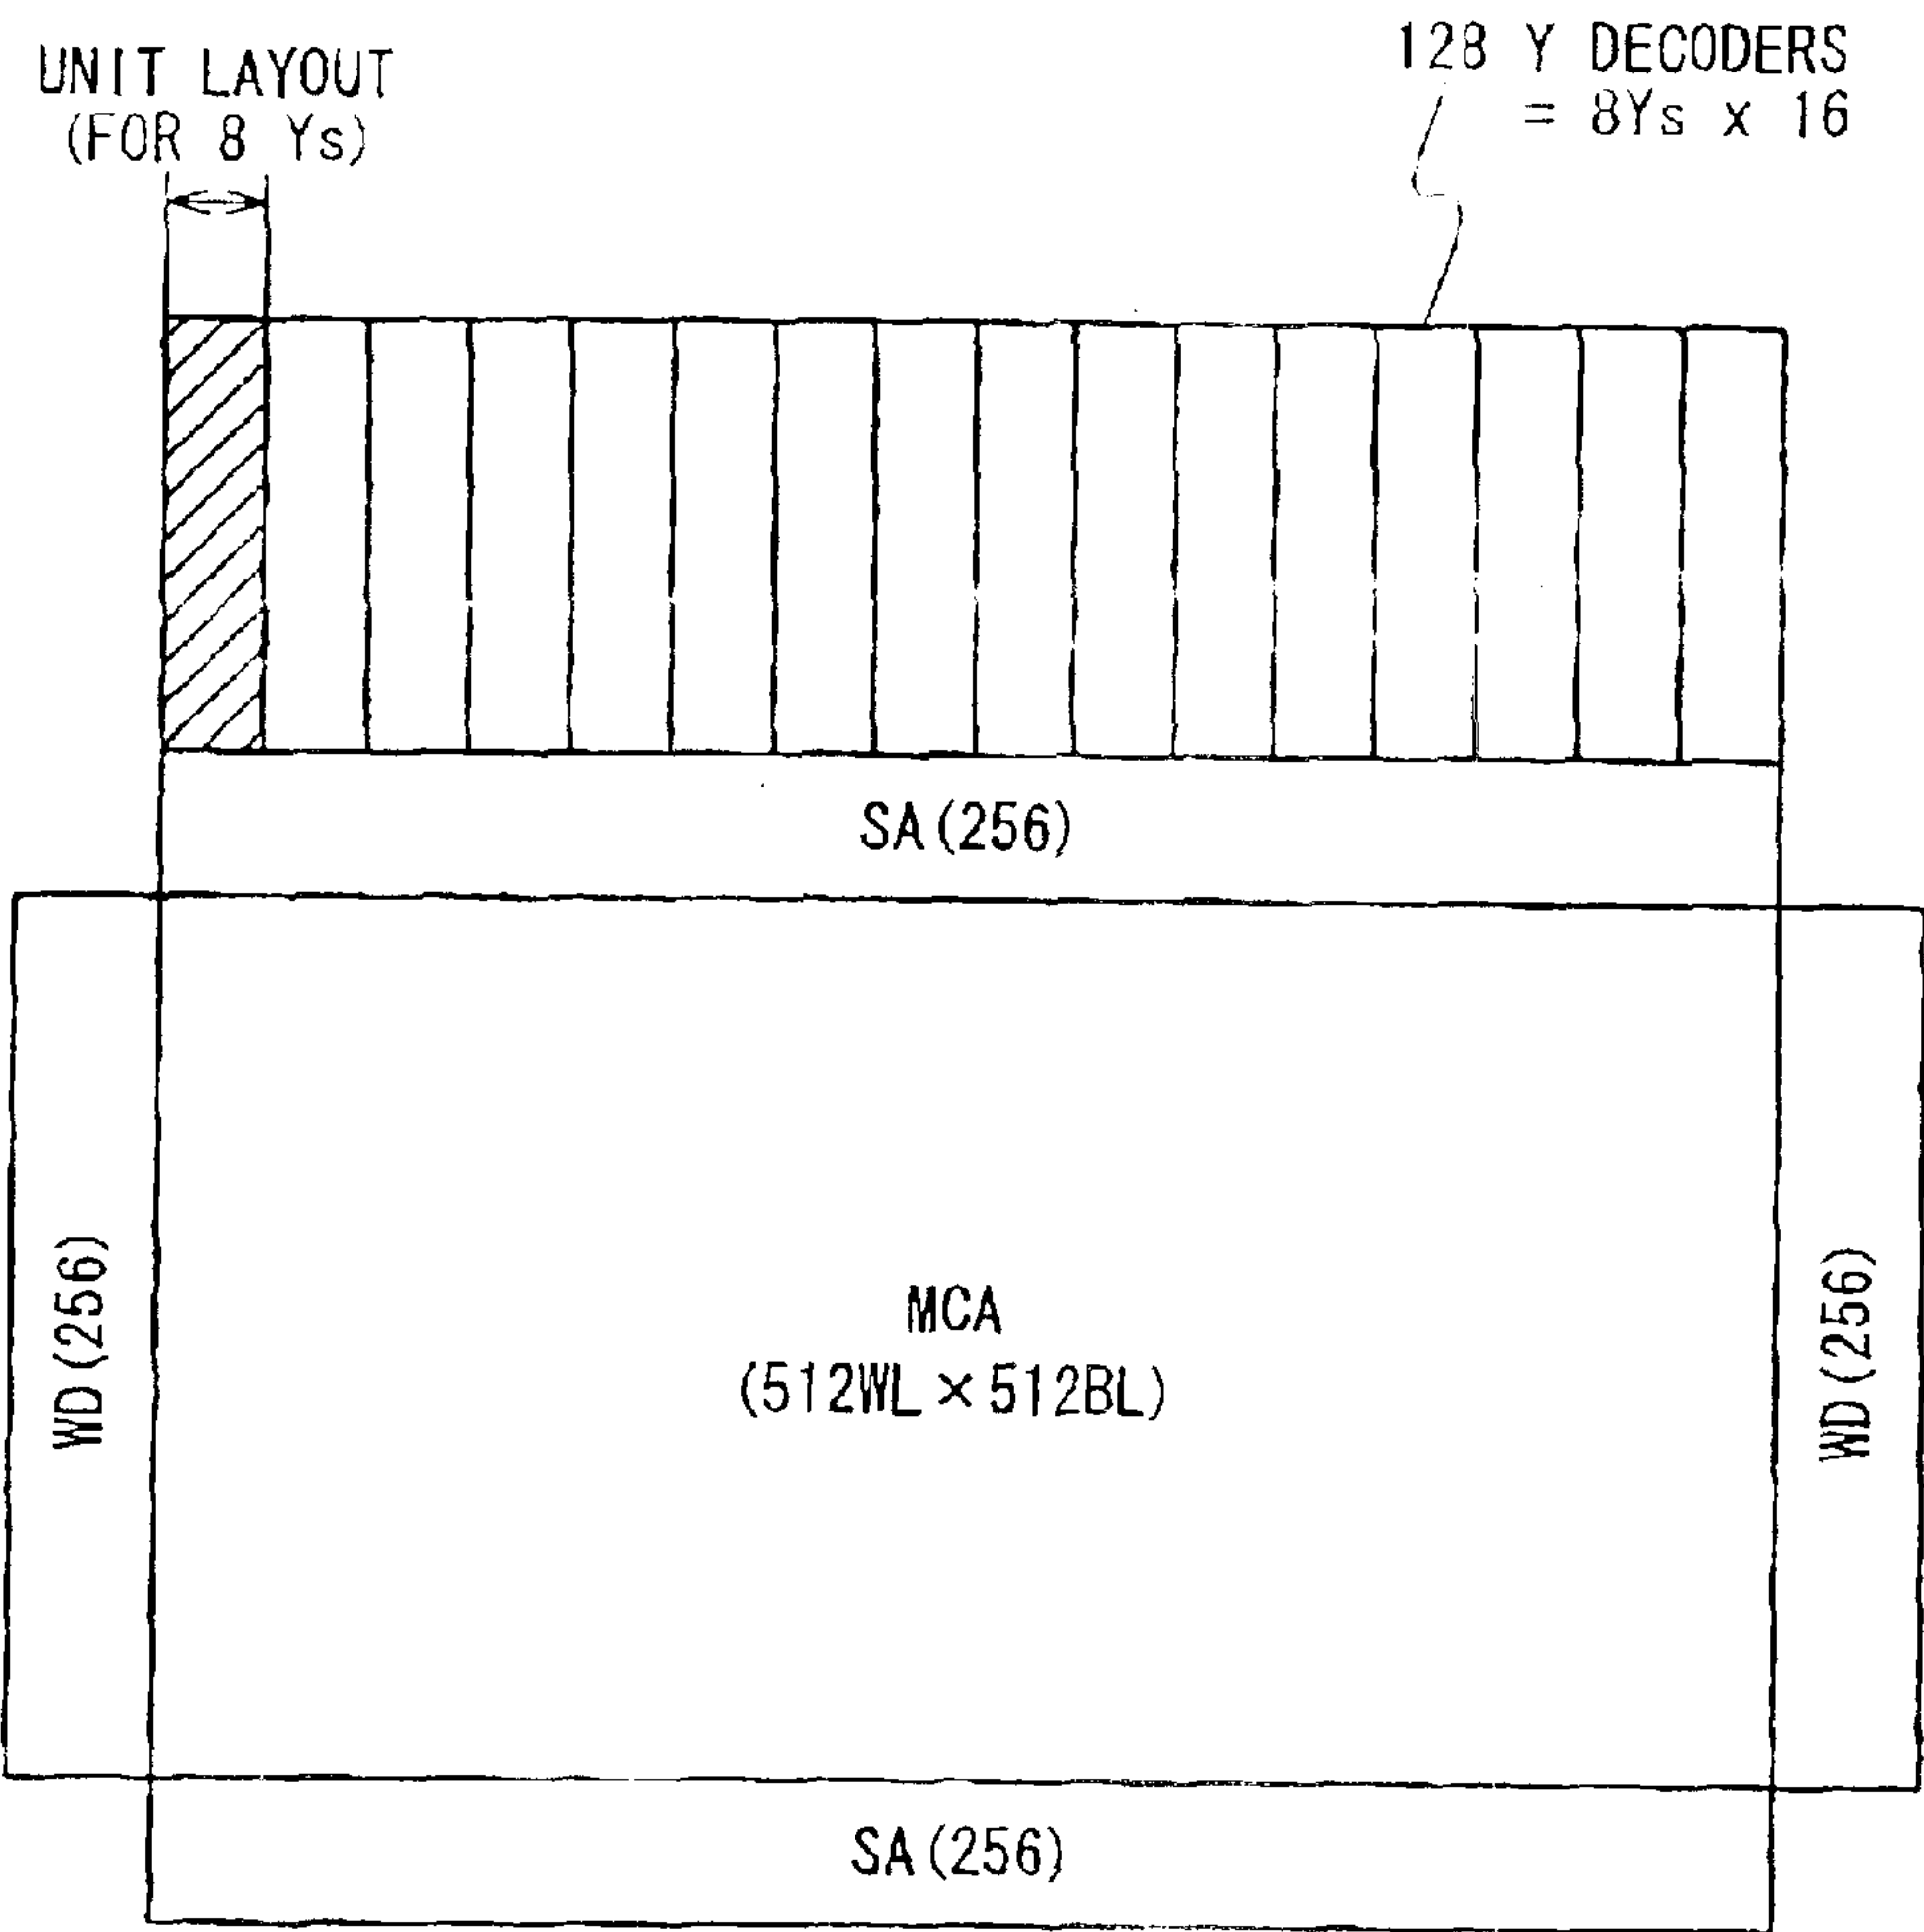 UNIT LAYOUT
(FOR 8 Ys)
128 Y DECODERS
= 8Ys x 16
SA(256)
WD(256)
MCA
(512WL×512BL)
WD(256)
SA(256)